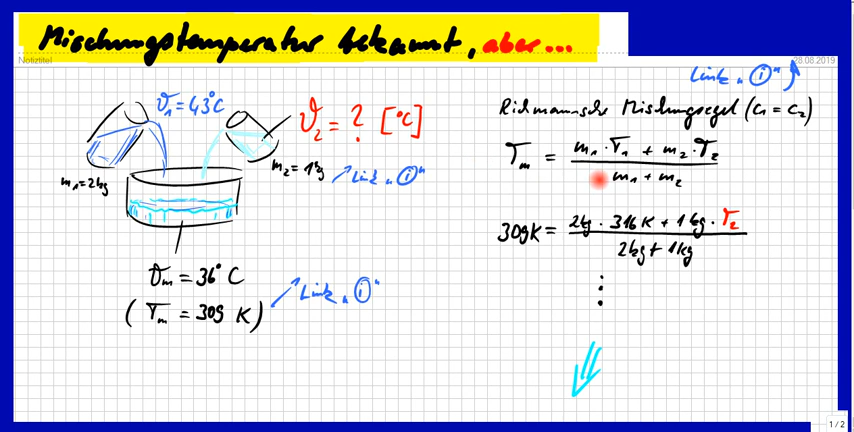 Mischungstemperatur bekannt, aber...
Notiztitel
28.08.2019
Link "i"
ϑ₁ = 43°C
ϑ₂ = ? [°C]
m₁ = 2kg
m₂ = 1kg
Link "i"
ϑₘ = 36° C
(Tₘ = 309 K)
Link "i"
Richmannsche Mischungsregel (c₁ = c₂)
Tₘ = (m₁ · T₁ + m₂ · T₂) / (m₁ + m₂)
309K = (2kg · 316K + 1kg · T₂) / (2kg + 1kg)
1 / 2